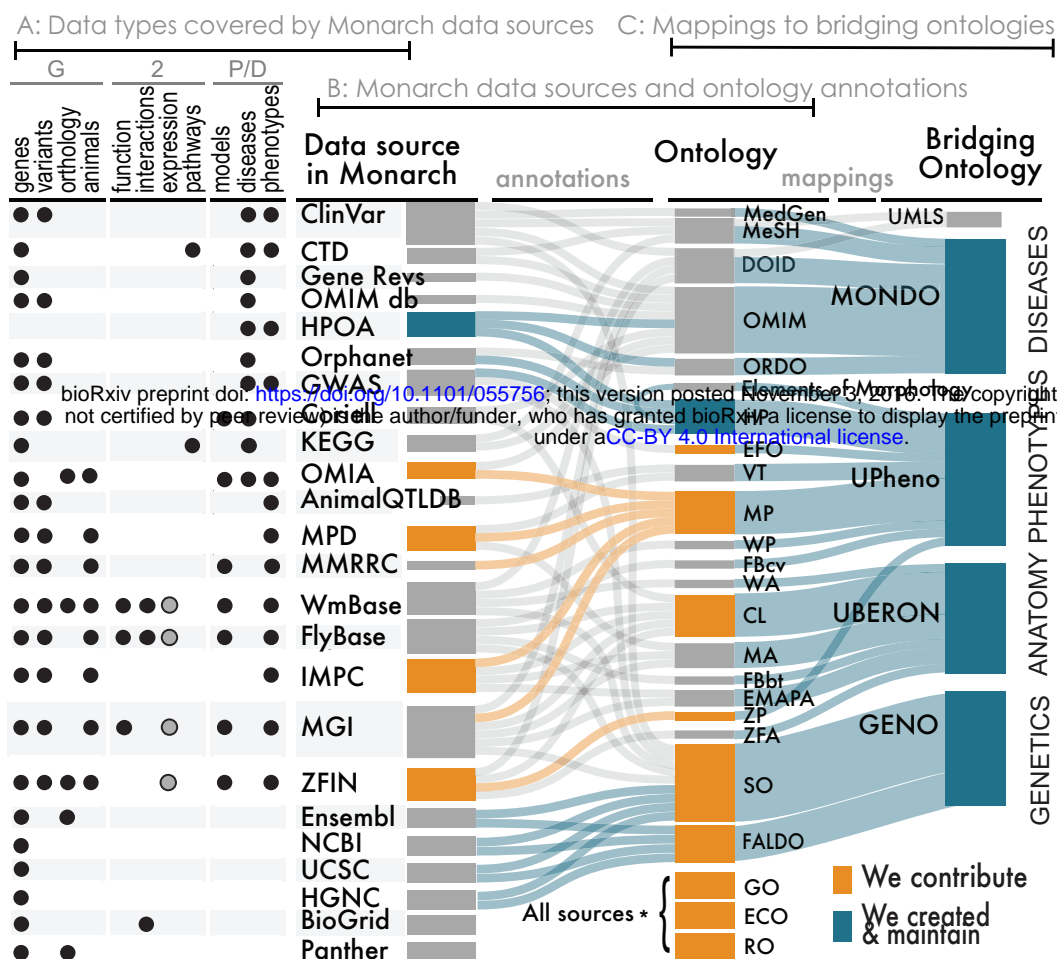 A: Data types covered by Monarch data sources
C: Mappings to bridging ontologies
G
2
P/D
B: Monarch data sources and ontology annotations
genes
variants
orthology
animals
function
interactions
expression
pathways
models
diseases
phenotypes
Data source
in Monarch
annotations
Ontology
mappings
Bridging
Ontology
ClinVar
CTD
Gene Revs
OMIM db
HPOA
Orphanet
GWAS
Coriell
KEGG
OMIA
AnimalQTLDB
MPD
MMRRC
WmBase
FlyBase
IMPC
MGI
ZFIN
Ensembl
NCBI
UCSC
HGNC
BioGrid
Panther
MedGen
MeSH
DOID
OMIM
ORDO
Elements of Morphology
HP
EFO
VT
MP
WP
FBcv
WA
CL
MA
FBbt
EMAPA
ZP
ZFA
SO
FALDO
GO
ECO
RO
All sources *
UMLS
MONDO
UPheno
UBERON
GENO
DISEASES
PHENOTYPES
ANATOMY
GENETICS
We contribute
We created
& maintain
bioRxiv preprint doi: https://doi.org/10.1101/055756; this version posted November 3, 2016. The copyright
not certified by peer review) is the author/funder, who has granted bioRxiv a license to display the preprint
under aCC-BY 4.0 International license.